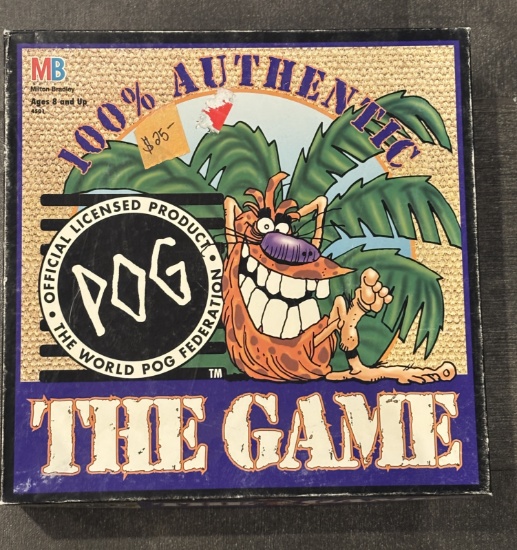 MB
Milton Bradley
Ages 8 and Up
4801
100% AUTHENTIC
$25-
OFFICIAL LICENSED PRODUCT
POG
THE WORLD POG FEDERATION
TM
THE GAME